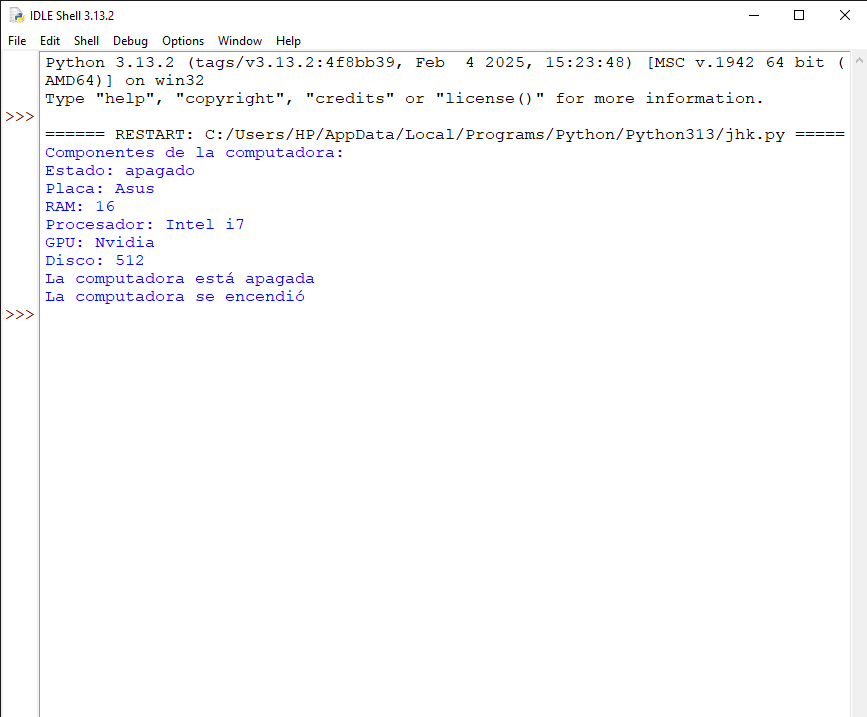 IDLE Shell 3.13.2
File Edit Shell Debug Options Window Help
Python 3.13.2 (tags/v3.13.2:4f8bb39, Feb  4 2025, 15:23:48) [MSC v.1942 64 bit (
AMD64)] on win32
Type "help", "copyright", "credits" or "license()" for more information.
>>>
====== RESTART: C:/Users/HP/AppData/Local/Programs/Python/Python313/jhk.py =====
Componentes de la computadora:
Estado: apagado
Placa: Asus
RAM: 16
Procesador: Intel i7
GPU: Nvidia
Disco: 512
La computadora está apagada
La computadora se encendió
>>>